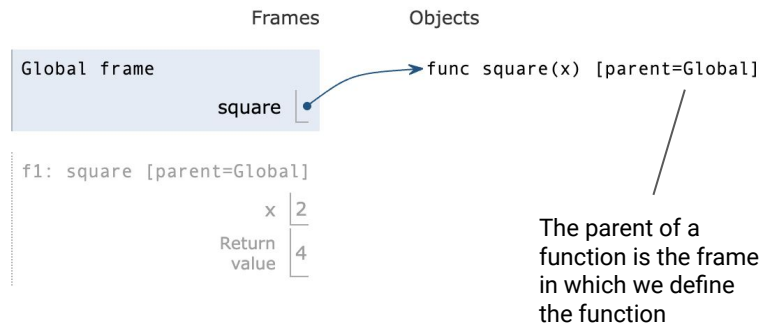 Frames Objects
Global frame
func square(x) [parent=Global]
square
f1: square [parent=Global]
x 2
Return
value 4
The parent of a
function is the frame
in which we define
the function